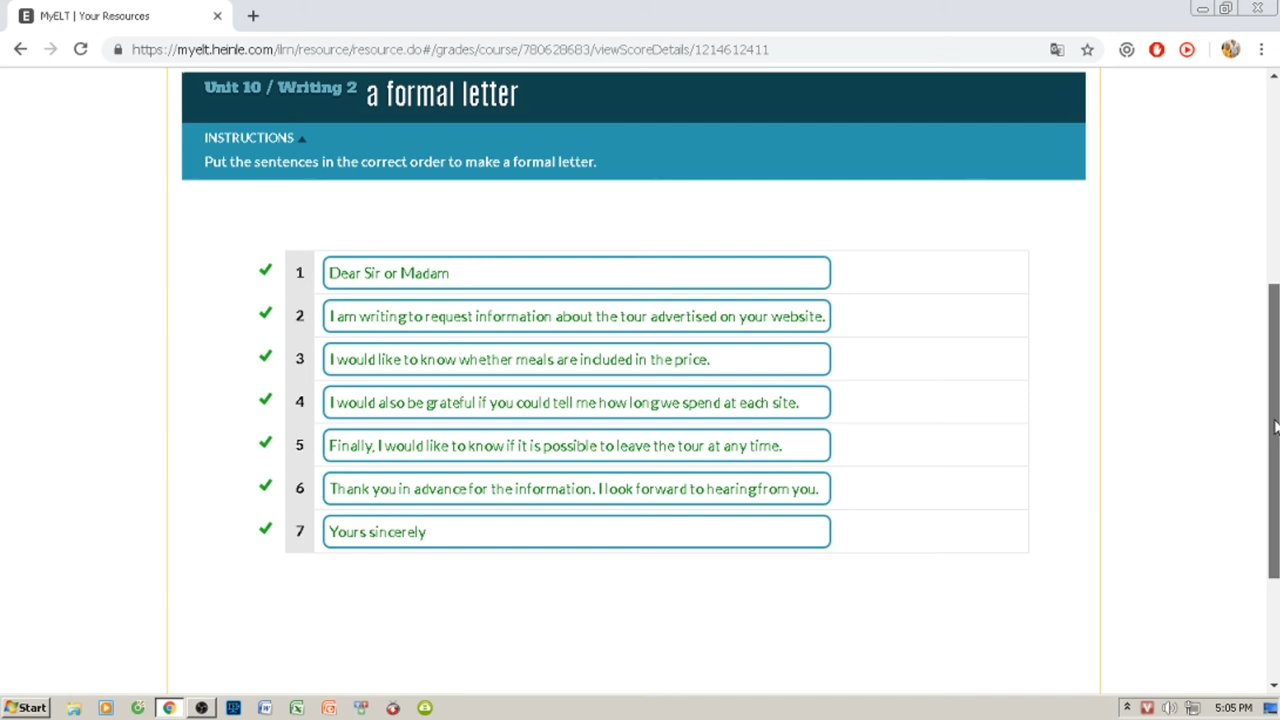 MyELT | Your Resources
https://myelt.heinle.com/ilrn/resource/resource.do#/grades/course/780628683/viewScoreDetails/1214612411
Unit 10 / Writing 2 a formal letter
INSTRUCTIONS
Put the sentences in the correct order to make a formal letter.
1 Dear Sir or Madam
2 I am writing to request information about the tour advertised on your website.
3 I would like to know whether meals are included in the price.
4 I would also be grateful if you could tell me how long we spend at each site.
5 Finally, I would like to know if it is possible to leave the tour at any time.
6 Thank you in advance for the information. I look forward to hearing from you.
7 Yours sincerely
Start
5:05 PM